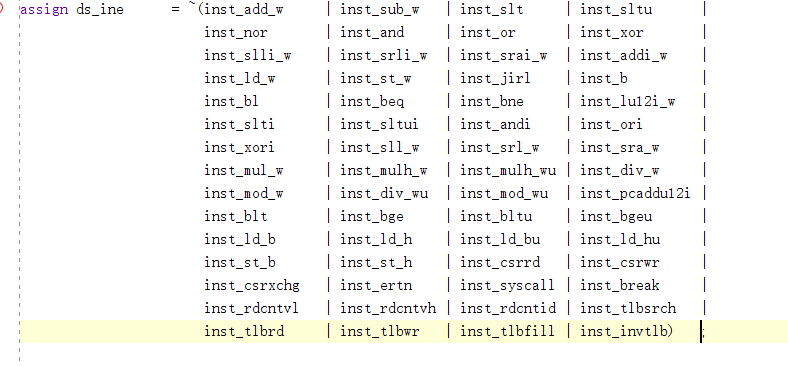 assign ds_ine = ~(inst_add_w | inst_sub_w | inst_slt | inst_sltu |
inst_nor | inst_and | inst_or | inst_xor |
inst_slli_w | inst_srli_w | inst_srai_w | inst_addi_w |
inst_ld_w | inst_st_w | inst_jirl | inst_b |
inst_bl | inst_beq | inst_bne | inst_lu12i_w |
inst_slti | inst_sltui | inst_andi | inst_ori |
inst_xori | inst_sll_w | inst_srl_w | inst_sra_w |
inst_mul_w | inst_mulh_w | inst_mulh_wu | inst_div_w |
inst_mod_w | inst_div_wu | inst_mod_wu | inst_pcaddu12i |
inst_blt | inst_bge | inst_bltu | inst_bgeu |
inst_ld_b | inst_ld_h | inst_ld_bu | inst_ld_hu |
inst_st_b | inst_st_h | inst_csrrd | inst_csrwr |
inst_csrxchg | inst_ertn | inst_syscall | inst_break |
inst_rdcntvl | inst_rdcntvh | inst_rdcntid | inst_tlbsrch |
inst_tlbrd | inst_tlbwr | inst_tlbfill | inst_invtlb) ;